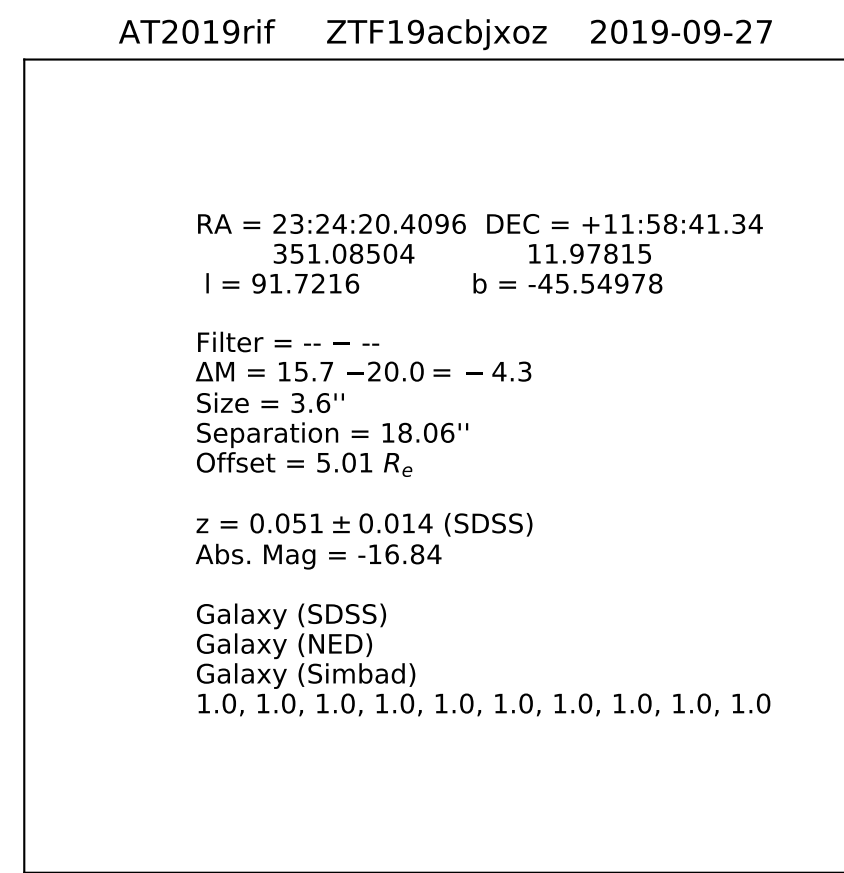 AT2019rif ZTF19acbjxoz 2019-09-27
RA = 23:24:20.4096 DEC = +11:58:41.34
351.08504 11.97815
l = 91.7216 b = -45.54978
Filter = -- − --
ΔM = 15.7 −20.0 = − 4.3
Size = 3.6''
Separation = 18.06''
Offset = 5.01 Re
z = 0.051 ± 0.014 (SDSS)
Abs. Mag = -16.84
Galaxy (SDSS)
Galaxy (NED)
Galaxy (Simbad)
1.0, 1.0, 1.0, 1.0, 1.0, 1.0, 1.0, 1.0, 1.0, 1.0